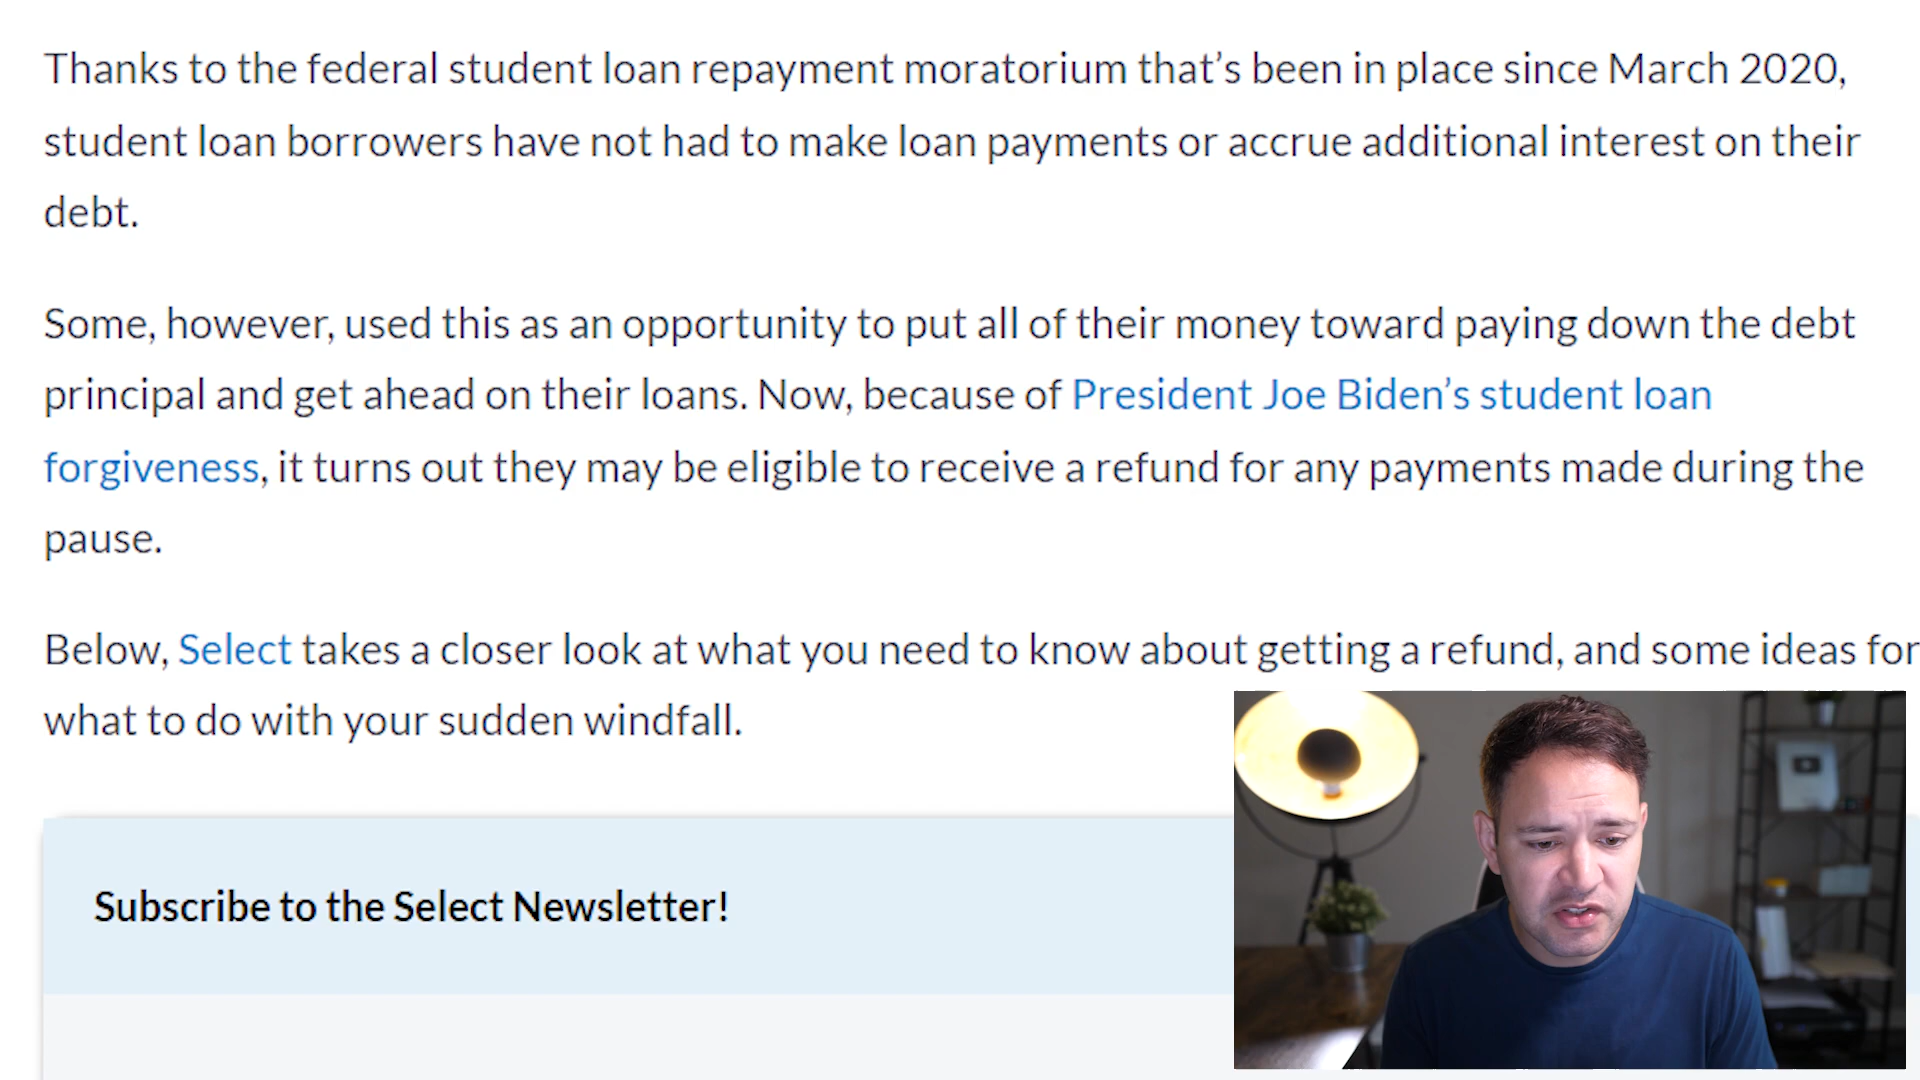 Thanks to the federal student loan repayment moratorium that’s been in place since March 2020,
student loan borrowers have not had to make loan payments or accrue additional interest on their
debt.
Some, however, used this as an opportunity to put all of their money toward paying down the debt
principal and get ahead on their loans. Now, because of President Joe Biden’s student loan
forgiveness, it turns out they may be eligible to receive a refund for any payments made during the
pause.
Below, Select takes a closer look at what you need to know about getting a refund, and some ideas for
what to do with your sudden windfall.
Subscribe to the Select Newsletter!